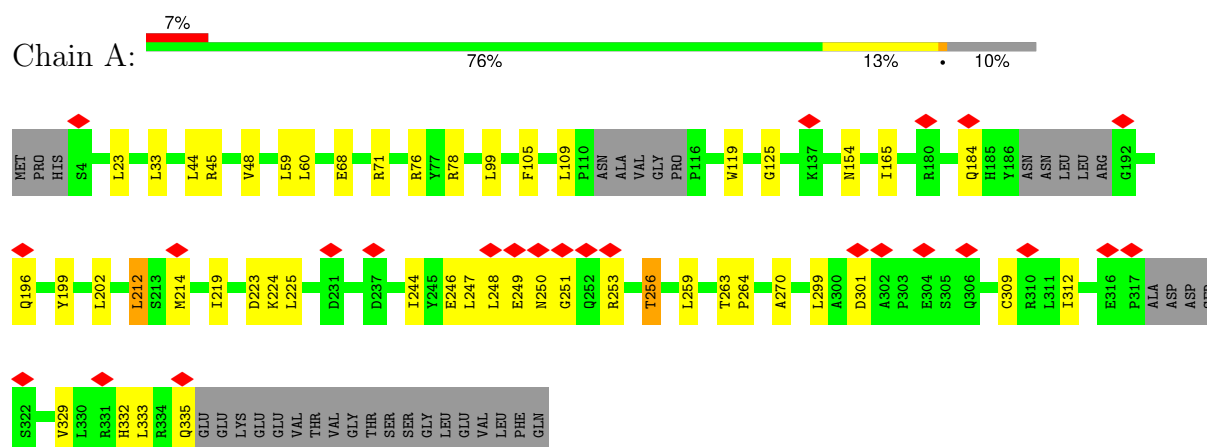 7%
Chain A:
76% 13% • 10%
MET PRO HIS S4 L23 L33 L44 R45 V48 L59 L60 E68 R71 R76 Y77 R78 L99 F105 L109 P110 ASN ALA VAL GLY PRO P116 W119 G125 K137 N154 I165 R180 Q184 H185 Y186 ASN ASN LEU LEU ARG G192
Q196 Y199 L202 L212 S213 M214 I219 D223 K224 L225 D231 D237 I244 Y245 E246 L247 L248 E249 N250 G251 Q252 R253 T256 L259 T263 P264 A270 L299 A300 D301 A302 P303 E304 S305 Q306 C309 R310 L311 I312 E316 P317 ALA ASP ASP
S322 V329 L330 R331 H332 L333 R334 Q335 GLU GLU LYS GLU GLU VAL THR VAL GLY THR SER SER GLY LEU GLU VAL LEU PHE GLN